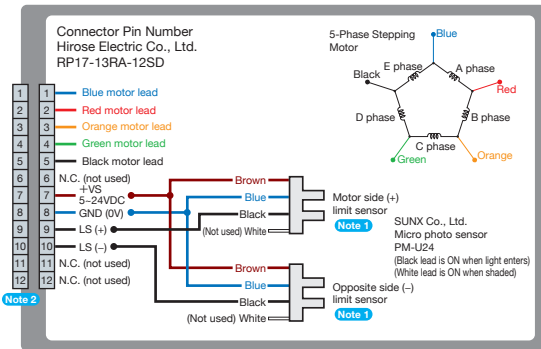 Connector Pin Number
Hirose Electric Co., Ltd.
RP17-13RA-12SD
1 1 Blue motor lead
2 2 Red motor lead
3 3 Orange motor lead
4 4 Green motor lead
5 5 Black motor lead
6 6 N.C. (not used)
7 7 +VS
5~24VDC
8 8 GND (0V)
9 9 LS (+)
10 10 LS (−)
11 11 N.C. (not used)
12 12 N.C. (not used)
Note 2
5-Phase Stepping
Motor
Blue
E phase
A phase
Black
Red
D phase
B phase
C phase
Green
Orange
Brown
Blue
Black
(Not used) White
Motor side (+)
limit sensor
Note 1
SUNX Co., Ltd.
Micro photo sensor
PM-U24
(Black lead is ON when light enters)
(White lead is ON when shaded)
Brown
Blue
Black
(Not used) White
Opposite side (−)
limit sensor
Note 1